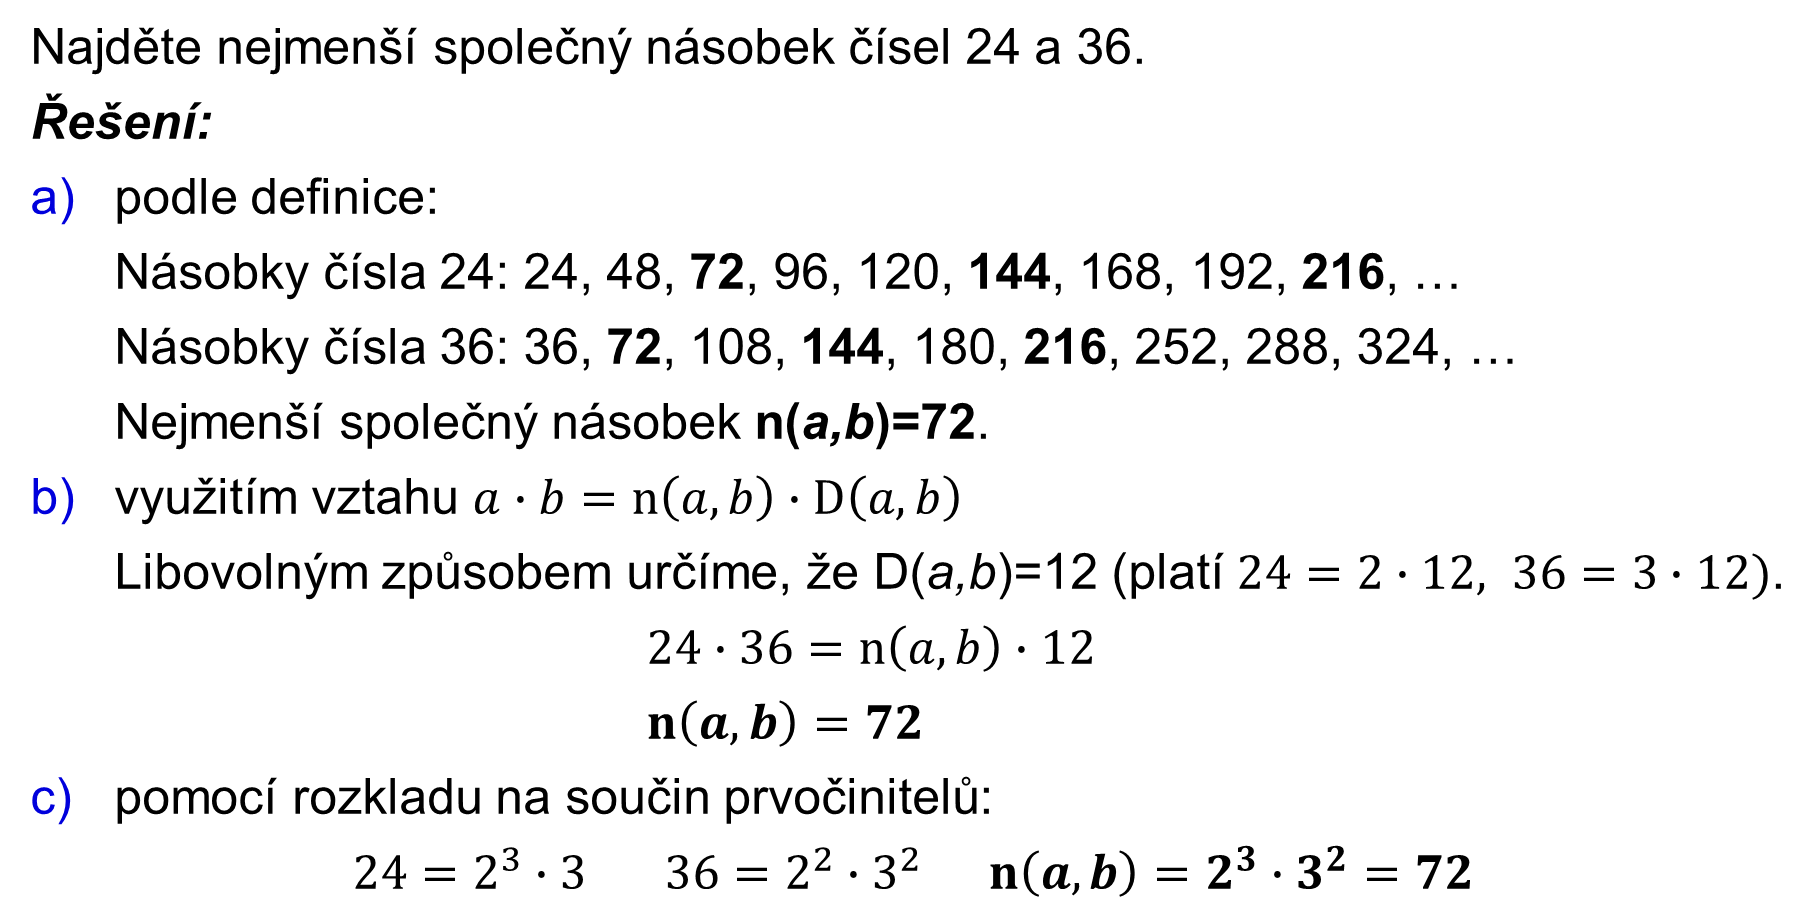 Najděte nejmenší společný násobek čísel 24 a 36.
Řešení:
a) podle definice:
Násobky čísla 24: 24, 48, 72, 96, 120, 144, 168, 192, 216, …
Násobky čísla 36: 36, 72, 108, 144, 180, 216, 252, 288, 324, …
Nejmenší společný násobek n(a,b)=72.
b) využitím vztahu a · b = n(a, b) · D(a, b)
Libovolným způsobem určíme, že D(a,b)=12 (platí 24 = 2 · 12, 36 = 3 · 12).
24 · 36 = n(a, b) · 12
n(a, b) = 72
c) pomocí rozkladu na součin prvočinitelů:
24 = 2³ · 3 36 = 2² · 3² n(a, b) = 2³ · 3² = 72